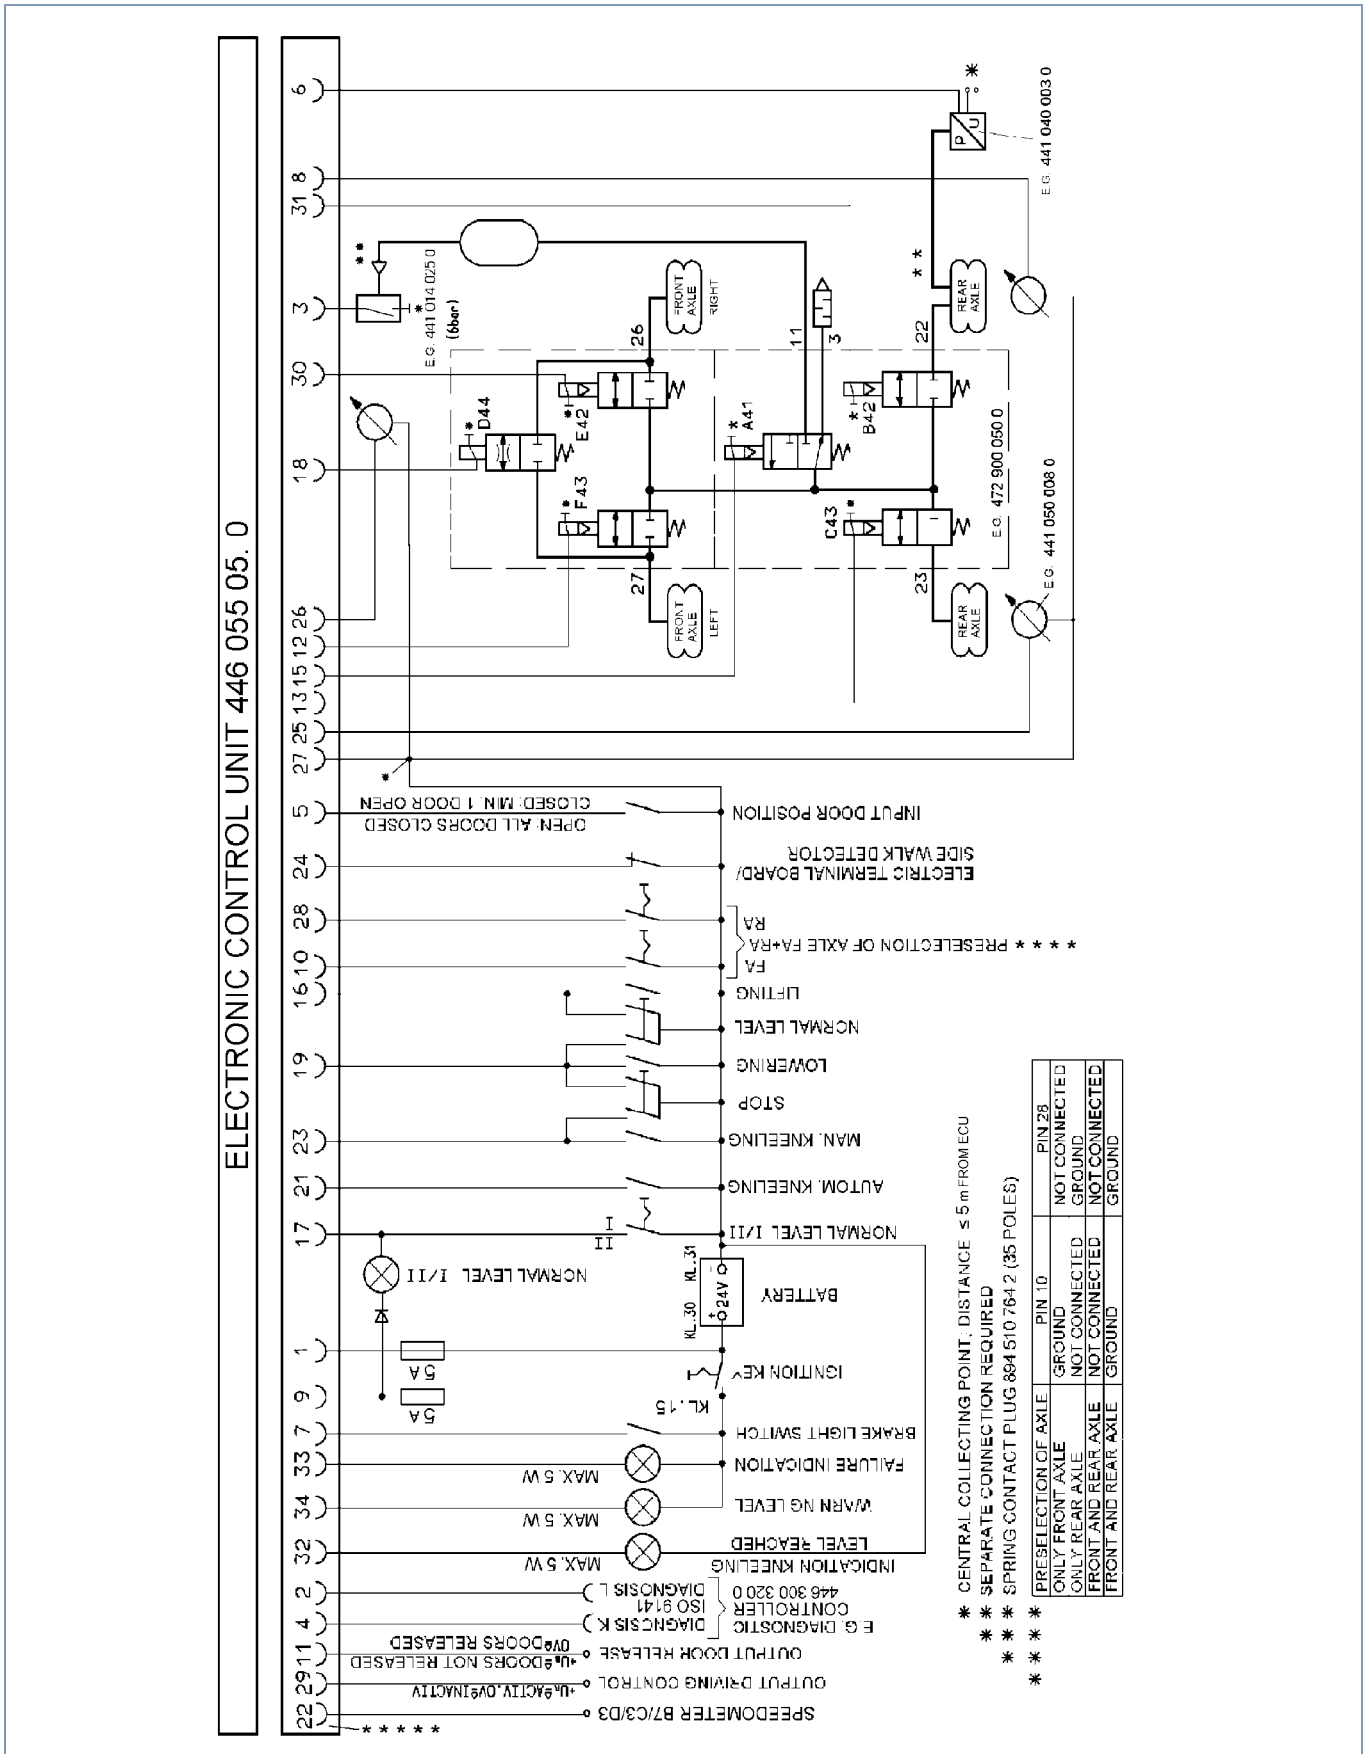 ELECTRONIC CONTROL UNIT 446 055 05. 0
22
29
11
4
2
32
34
33
7
9
1
17
21
23
19
16
10
28
24
5
27
25
13
15
12
26
18
30
3
31
8
6
* * * * *
SPEEDOMETER B7/C3/D3
OUTPUT DRIVING CONTROL
OUTPUT DOOR RELEASE
DIAGNOSIS K
ISO 9141
DIAGNOSIS L
E.G. DIAGNOSTIC
CONTROLLER
446 300 320 0
INDICATION KNEELING
LEVEL REACHED
MAX. 5 W
WARN NG LEVEL
MAX. 5 W
FAILURE INDICATION
MAX. 5 W
BRAKE LIGHT SWITCH
KL.15
IGNITION KEY
5 A
5 A
BATTERY
KL.30
KL.31
+
24V
-
NORMAL LEVEL I/II
NORMAL LEVEL I/II
I
II
AUTOM. KNEELING
MAN. KNEELING
STOP
LOWERING
NORMAL LEVEL
LIFTING
FA
RA
PRESELECTION OF AXLE FA+RA
* * * *
ELECTRIC TERMINAL BOARD/
SIDE WALK DETECTOR
INPUT DOOR POSITION
OPEN: ALL DOORS CLOSED
CLOSED: MIN. 1 DOOR OPEN
*
* *
*
E.G. 441 014 025 0
(6bar)
D44
*
E42
*
F43
*
26
27
FRONT
AXLE
RIGHT
FRONT
AXLE
LEFT
A41
*
11
3
B42
*
C43
*
22
23
E.G. 472 900 050 0
REAR
AXLE
REAR
AXLE
* *
P
U
*
E.G. 441 040 003 0
E.G. 441 050 008 0
* CENTRAL COLLECTING POINT; DISTANCE ≤ 5 m FROM ECU
* * SEPARATE CONNECTION REQUIRED
* * * SPRING CONTACT PLUG 894 510 764 2 (35 POLES)
* * * *
PRESELECTION OF AXLE PIN 10 PIN 28
ONLY FRONT AXLE GROUND NOT CONNECTED
ONLY REAR AXLE NOT CONNECTED GROUND
FRONT AND REAR AXLE NOT CONNECTED NOT CONNECTED
FRONT AND REAR AXLE GROUND GROUND